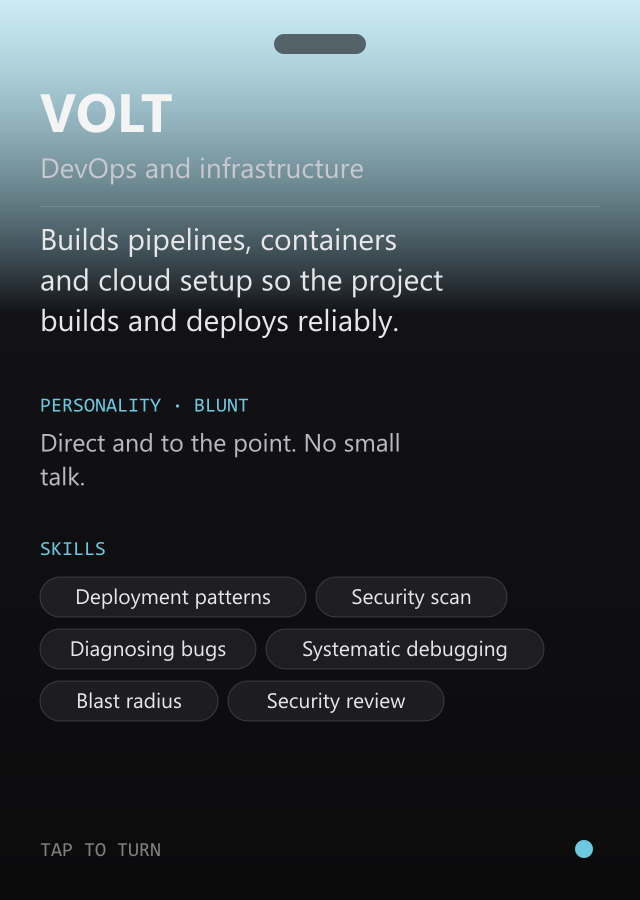 VOLT
DevOps and infrastructure
Builds pipelines, containers
and cloud setup so the project
builds and deploys reliably.
PERSONALITY · BLUNT
Direct and to the point. No small
talk.
SKILLS
Deployment patterns
Security scan
Diagnosing bugs
Systematic debugging
Blast radius
Security review
TAP TO TURN